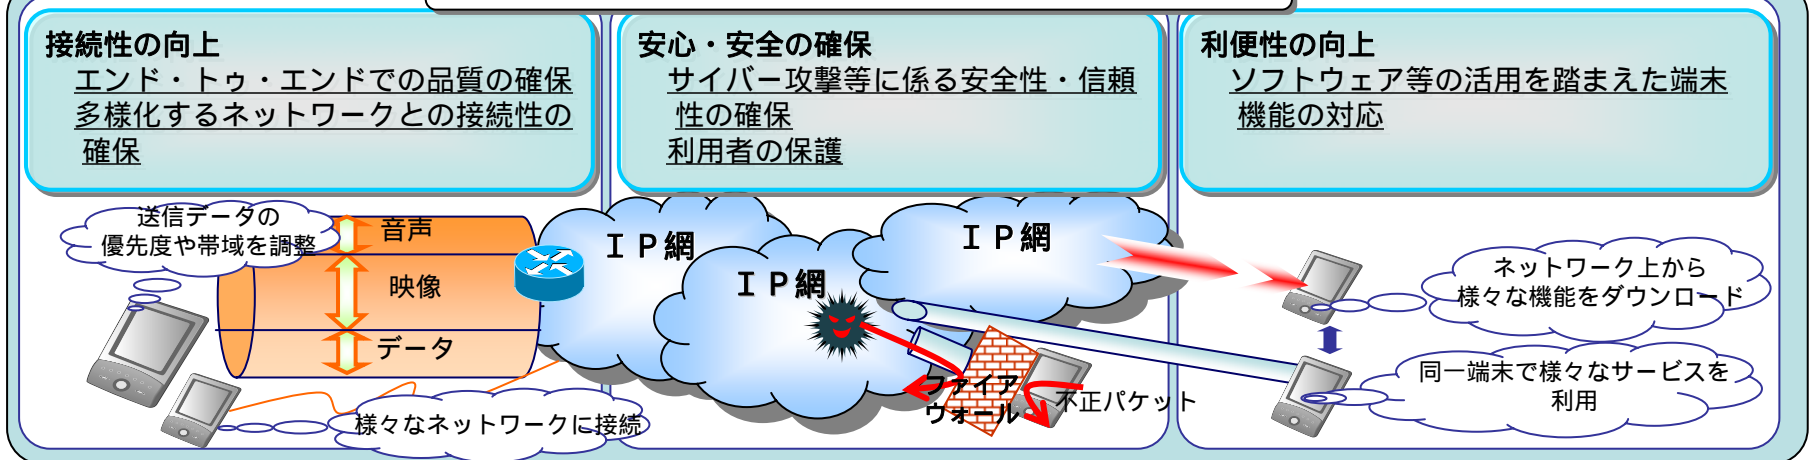 接続性の向上
エンド・トゥ・エンドでの品質の確保
多様化するネットワークとの接続性の
確保
安心・安全の確保
サイバー攻撃等に係る安全性・信頼
性の確保
利用者の保護
利便性の向上
ソフトウェア等の活用を踏まえた端末
機能の対応
送信データの
優先度や帯域を調整
音声
映像
データ
様々なネットワークに接続
ＩＰ網
ＩＰ網
ＩＰ網
ファイア
ウォール
不正パケット
ネットワーク上から
様々な機能をダウンロード
同一端末で様々なサービスを
利用